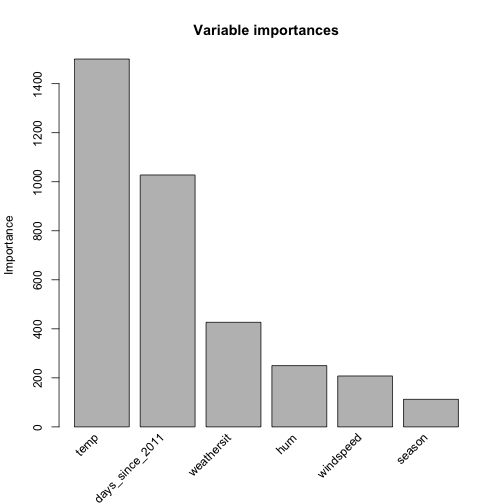 Variable importances
Importance
1400
1200
1000
800
600
400
200
0
temp
days_since_2011
weathersit
hum
windspeed
season